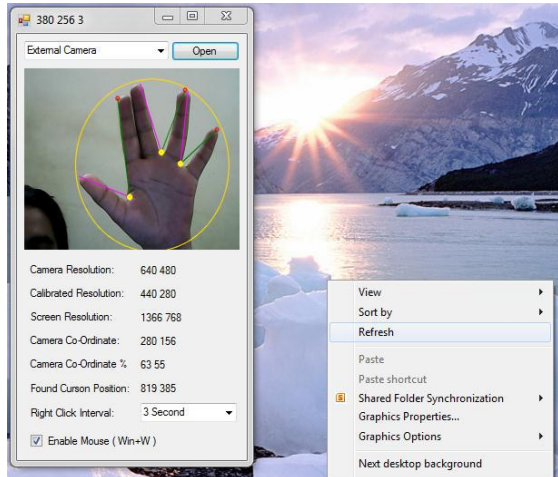 380 256 3
External Camera Open
Camera Resolution: 640 480
Calibrated Resolution: 440 280
Screen Resolution: 1366 768
Camera Co-Ordinate: 280 156
Camera Co-Ordinate % 63 55
Found Curson Position: 819 385
Right Click Interval: 3 Second
Enable Mouse ( Win+W )
View
Sort by
Refresh
Paste
Paste shortcut
Shared Folder Synchronization
Graphics Properties...
Graphics Options
Next desktop background